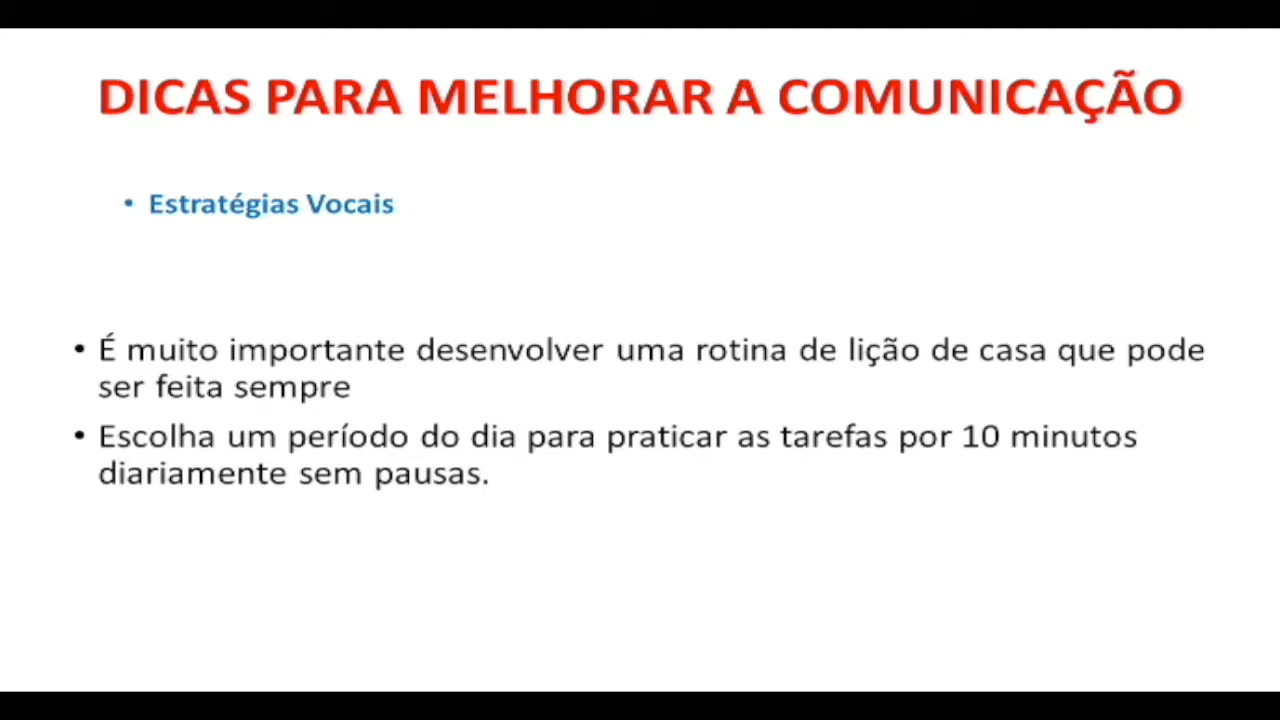 DICAS PARA MELHORAR A COMUNICAÇÃO
• Estratégias Vocais
• É muito importante desenvolver uma rotina de lição de casa que pode
ser feita sempre
• Escolha um período do dia para praticar as tarefas por 10 minutos
diariamente sem pausas.